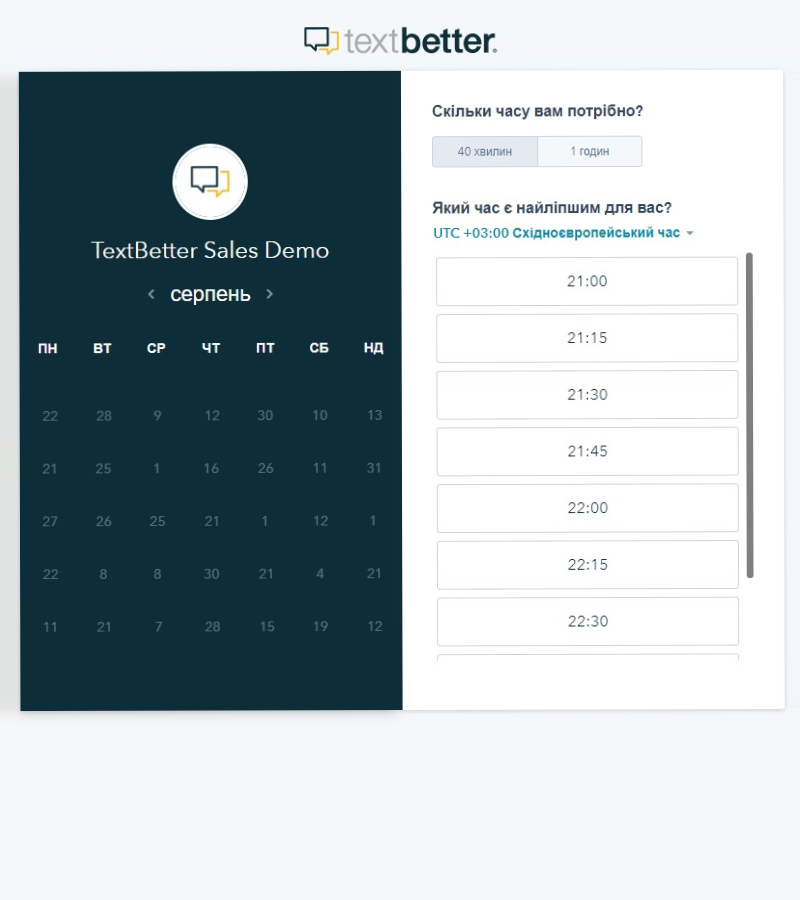 textbetter.
TextBetter Sales Demo
серпень
ПН ВТ СР ЧТ ПТ СБ НД
22 28 9 12 30 10 13
21 25 1 16 26 11 31
27 26 25 21 1 12 1
22 8 8 30 21 4 21
11 21 7 28 15 19 12
Скільки часу вам потрібно?
40 хвилин 1 годин
Який час є найліпшим для вас?
UTC +03:00 Східноєвропейський час
21:00
21:15
21:30
21:45
22:00
22:15
22:30